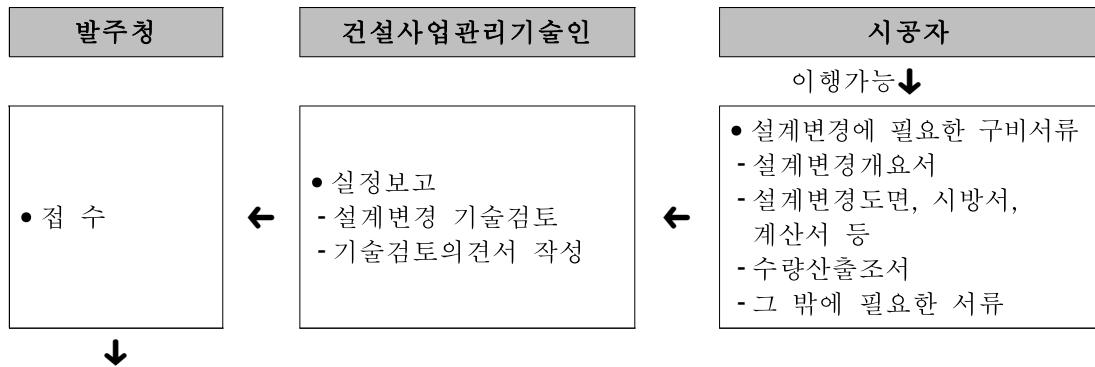 발주청
건설사업관리기술인
시공자
이행가능
● 접 수
● 실정보고
- 설계변경 기술검토
- 기술검토의견서 작성
● 설계변경에 필요한 구비서류
- 설계변경개요서
- 설계변경도면, 시방서,
계산서 등
- 수량산출조서
- 그 밖에 필요한 서류